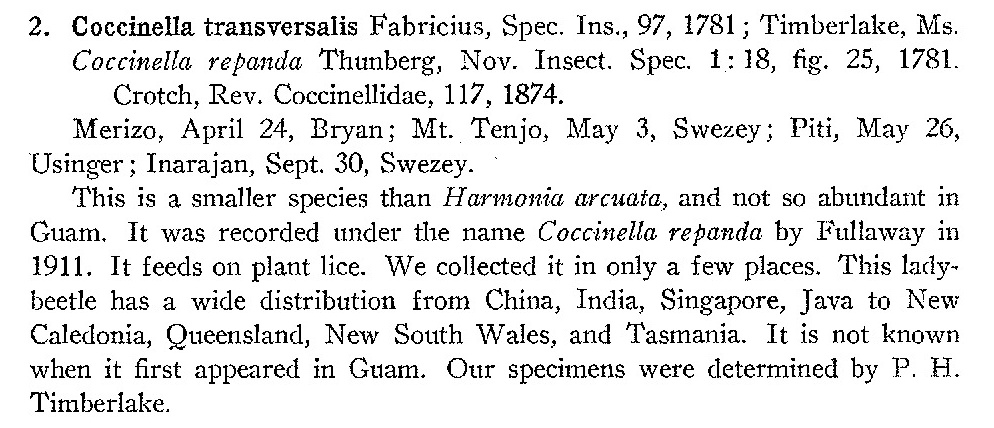 2. Coccinella transversalis Fabricius, Spec. Ins., 97, 1781; Timberlake, Ms.
Coccinella repanda Thunberg, Nov. Insect. Spec. 1: 18, fig. 25, 1781.
Crotch, Rev. Coccinellidae, 117, 1874.
Merizo, April 24, Bryan; Mt. Tenjo, May 3, Swezey; Piti, May 26,
Usinger; Inarajan, Sept. 30, Swezey.
This is a smaller species than Harmonia arcuata, and not so abundant in
Guam. It was recorded under the name Coccinella repanda by Fullaway in
1911. It feeds on plant lice. We collected it in only a few places. This lady-
beetle has a wide distribution from China, India, Singapore, Java to New
Caledonia, Queensland, New South Wales, and Tasmania. It is not known
when it first appeared in Guam. Our specimens were determined by P. H.
Timberlake.